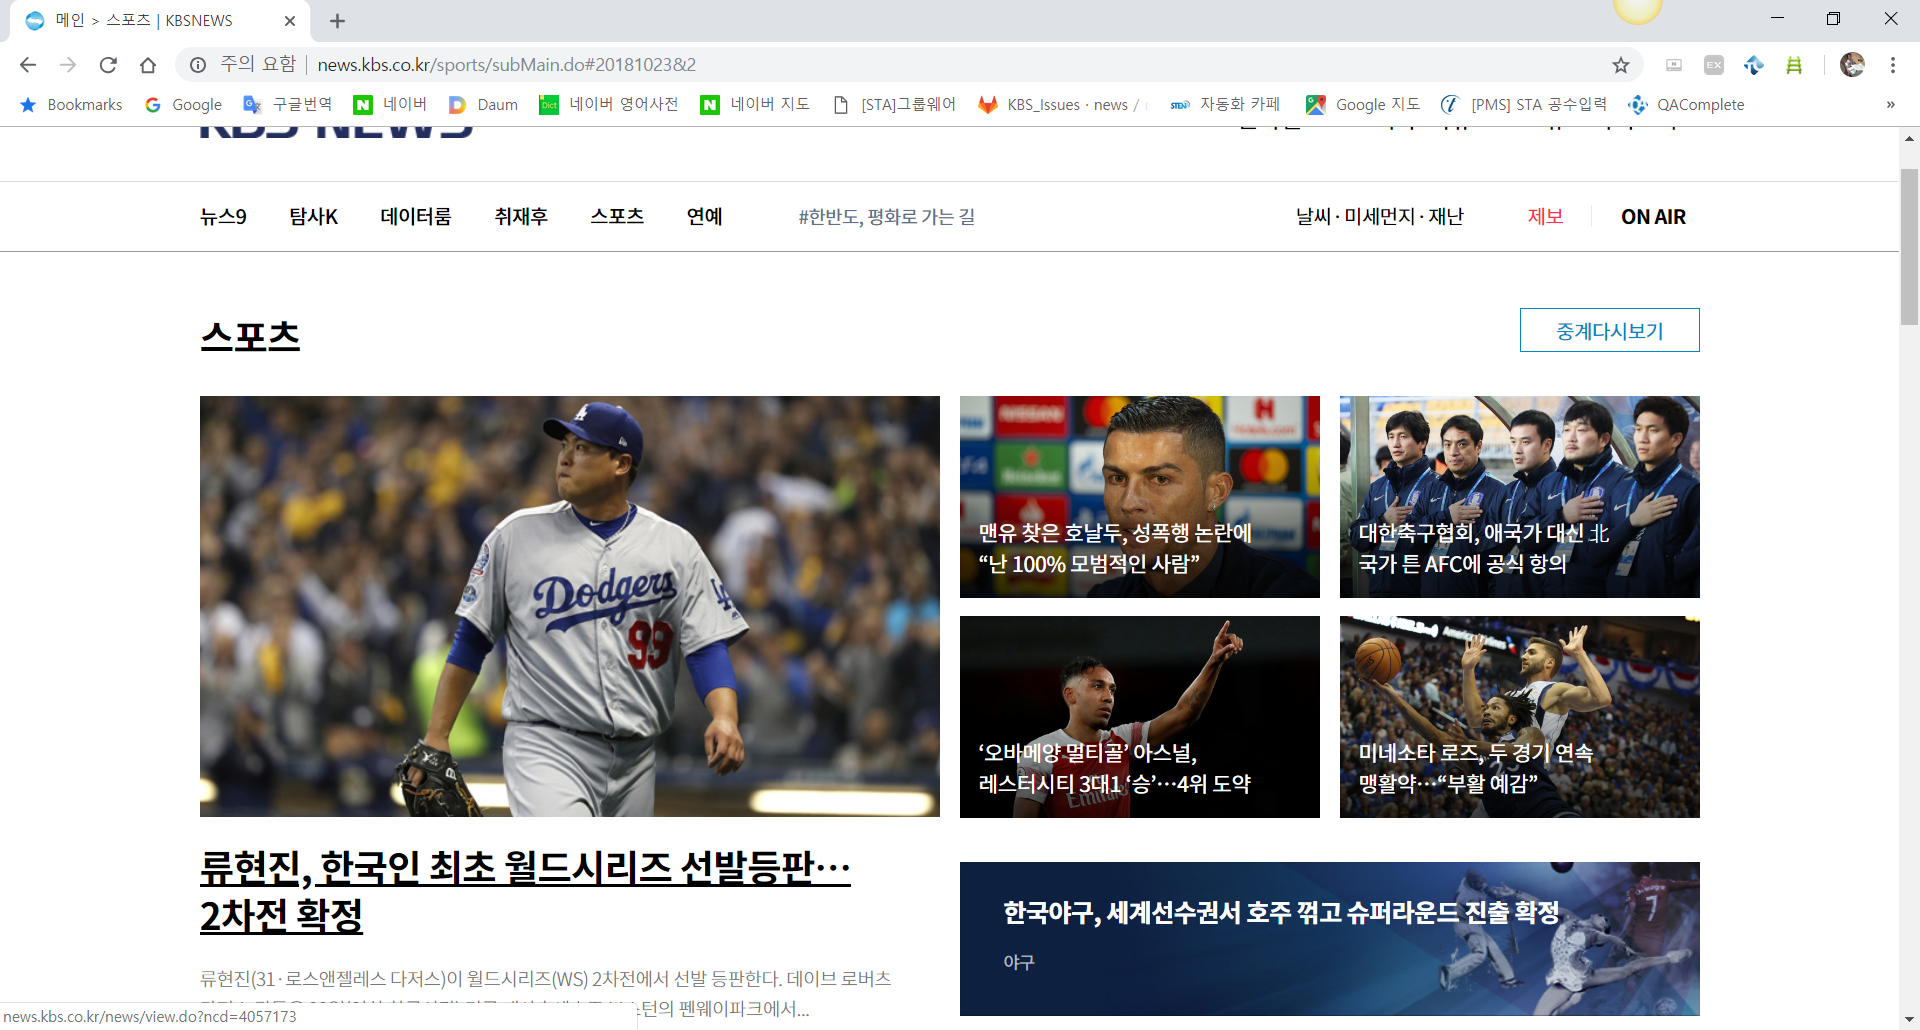 메인 > 스포츠 | KBSNEWS
주의 요함 | news.kbs.co.kr/sports/subMain.do#20181023&2
Bookmarks Google 구글번역 네이버 Daum 네이버 영어사전 네이버 지도 [STA]그룹웨어 KBS_Issues · news / 자동화 카페 Google 지도 [PMS] STA 공수입력 QAComplete »
KBS NEWS
뉴스9 탐사K 데이터룸 취재후 스포츠 연예 #한반도, 평화로 가는 길 날씨 · 미세먼지 · 재난 제보 ON AIR
스포츠
중계다시보기
LA
Dodgers
99
NISSAN
Heineken
맨유 찾은 호날두, 성폭행 논란에
“난 100% 모범적인 사람”
대한축구협회, 애국가 대신 北
국가 튼 AFC에 공식 항의
American Airlines
‘오바메양 멀티골’ 아스널,
레스터시티 3대1 ‘승’…4위 도약
Emirates
미네소타 로즈, 두 경기 연속
맹활약…“부활 예감”
25
류현진, 한국인 최초 월드시리즈 선발등판…
2차전 확정
류현진(31·로스앤젤레스 다저스)이 월드시리즈(WS) 2차전에서 선발 등판한다. 데이브 로버츠
턴의 펜웨이파크에서...
한국야구, 세계선수권서 호주 꺾고 슈퍼라운드 진출 확정
야구
7
news.kbs.co.kr/news/view.do?ncd=4057173